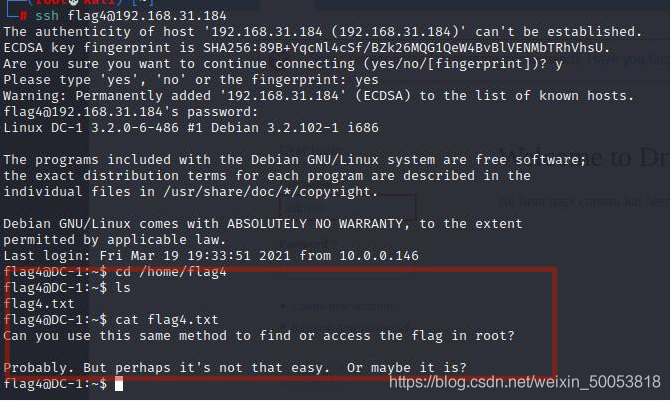 (root💀kali) [~]
# ssh flag4@192.168.31.184
The authenticity of host '192.168.31.184 (192.168.31.184)' can't be established.
ECDSA key fingerprint is SHA256:89B+YqcNl4cSf/BZk26MQG1QeW4BvBlVENMbTRhVhsU.
Are you sure you want to continue connecting (yes/no/[fingerprint])? y
Please type 'yes', 'no' or the fingerprint: yes
Warning: Permanently added '192.168.31.184' (ECDSA) to the list of known hosts.
flag4@192.168.31.184's password:
Linux DC-1 3.2.0-6-486 #1 Debian 3.2.102-1 i686
The programs included with the Debian GNU/Linux system are free software;
the exact distribution terms for each program are described in the
individual files in /usr/share/doc/*/copyright.
Debian GNU/Linux comes with ABSOLUTELY NO WARRANTY, to the extent
permitted by applicable law.
Last login: Fri Mar 19 19:33:51 2021 from 10.0.0.146
flag4@DC-1:~$ cd /home/flag4
flag4@DC-1:~$ ls
flag4.txt
flag4@DC-1:~$ cat flag4.txt
Can you use this same method to find or access the flag in root?
Probably. But perhaps it's not that easy.  Or maybe it is?
flag4@DC-1:~$
https://blog.csdn.net/weixin_50053818